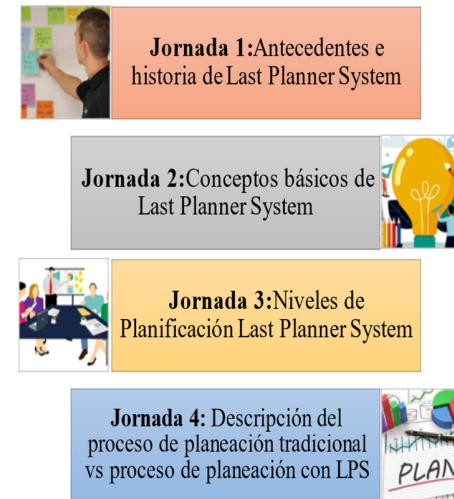 Jornada 1:Antecedentes e
historia de Last Planner System
Jornada 2:Conceptos básicos de
Last Planner System
Jornada 3:Niveles de
Planificación Last Planner System
Jornada 4: Descripción del
proceso de planeación tradicional
vs proceso de planeación con LPS
PLAN